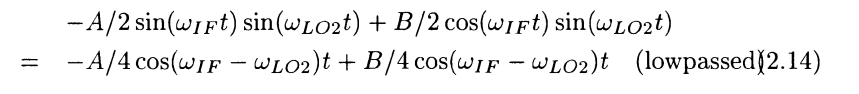 −A/2 sin(ω_{IF}t) sin(ω_{LO2}t) + B/2 cos(ω_{IF}t) sin(ω_{LO2}t)
= −A/4 cos(ω_{IF} − ω_{LO2})t + B/4 cos(ω_{IF} − ω_{LO2})t (lowpassed)(2.14)